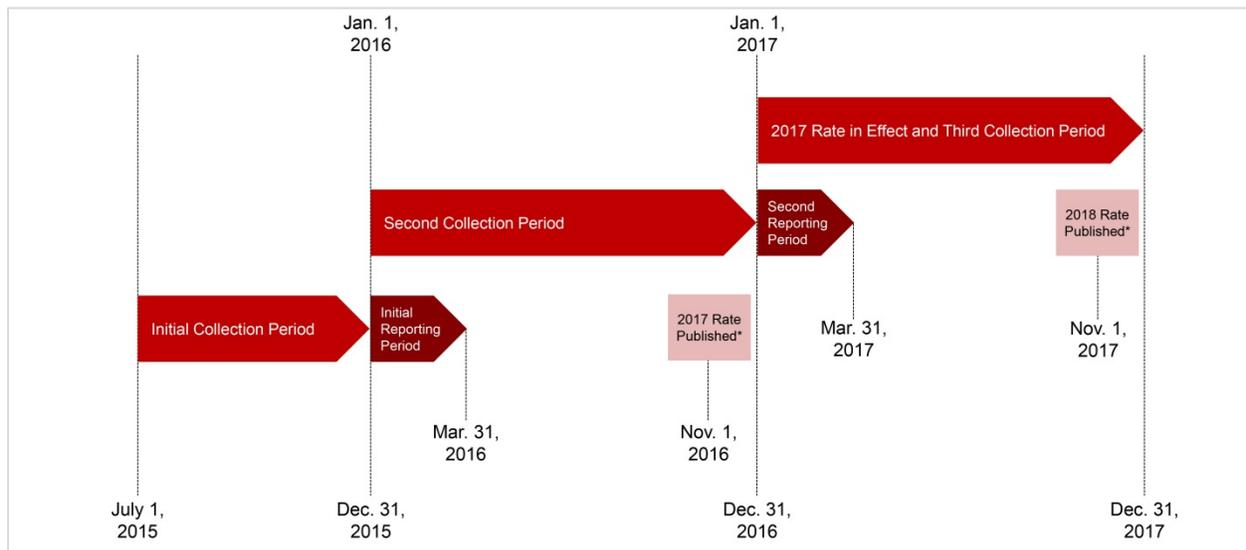 Jan. 1,
2016
Jan. 1,
2017
2017 Rate in Effect and Third Collection Period
Second Collection Period
Second
Reporting
Period
2018 Rate
Published*
Initial Collection Period
Initial
Reporting
Period
2017 Rate
Published*
Mar. 31,
2017
Nov. 1,
2017
Mar. 31,
2016
Nov. 1,
2016
July 1,
2015
Dec. 31,
2015
Dec. 31,
2016
Dec. 31,
2017